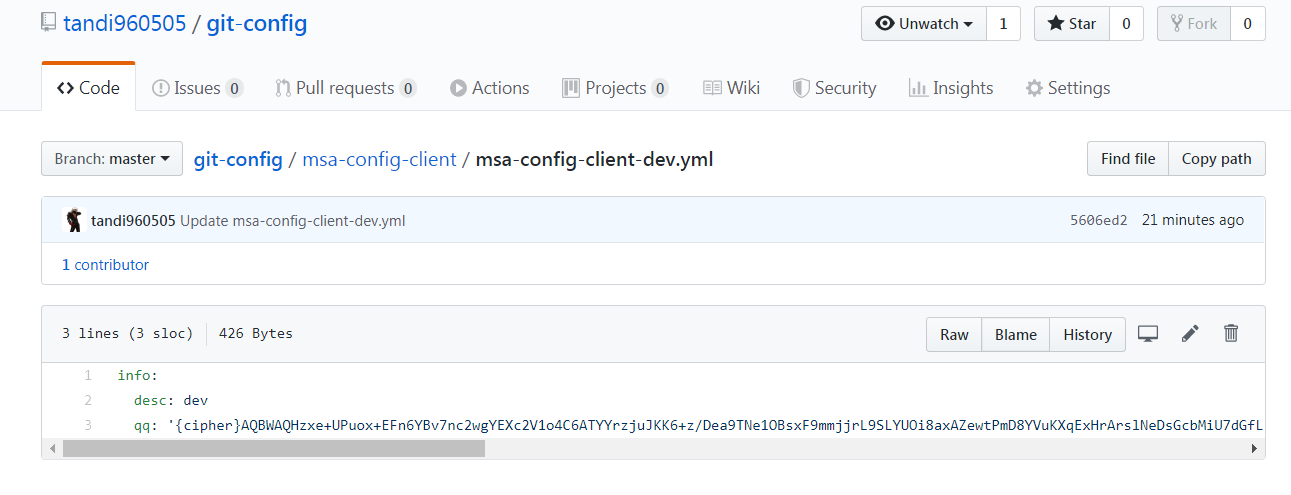 tandi960505 / git-config Unwatch 1 Star 0 Fork 0
Code Issues 0 Pull requests 0 Actions Projects 0 Wiki Security Insights Settings
Branch: master git-config / msa-config-client / msa-config-client-dev.yml Find file Copy path
tandi960505 Update msa-config-client-dev.yml 5606ed2 21 minutes ago
1 contributor
3 lines (3 sloc) 426 Bytes Raw Blame History
1 info:
2 desc: dev
3 qq: '{cipher}AQBWAQHzxe+UPuox+EFn6YBv7nc2wgYEXc2V1o4C6ATYYrzjuJKK6+z/Dea9TNe1OBsxF9mmjjrL9SLYUOi8axAZewtPmD8YVuKXqExHrArslNeDsGcbMiU7dGfL